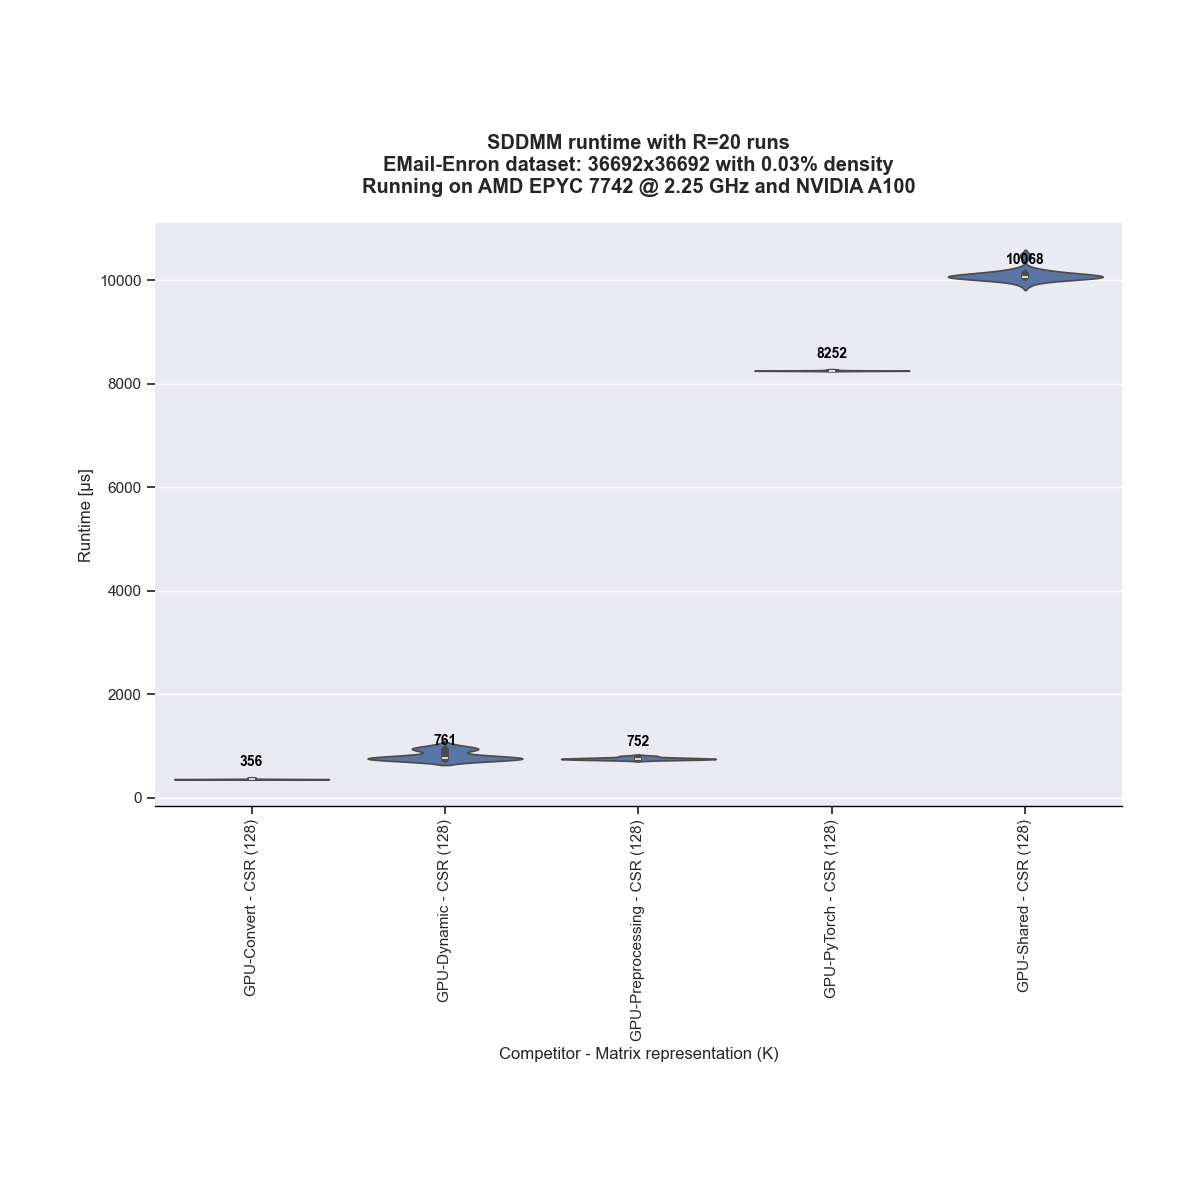 SDDMM runtime with R=20 runs
EMail-Enron dataset: 36692x36692 with 0.03% density
Running on AMD EPYC 7742 @ 2.25 GHz and NVIDIA A100
Runtime [µs]
10000
8000
6000
4000
2000
0
356
761
752
8252
10068
GPU-Convert - CSR (128)
GPU-Dynamic - CSR (128)
GPU-Preprocessing - CSR (128)
GPU-PyTorch - CSR (128)
GPU-Shared - CSR (128)
Competitor - Matrix representation (K)